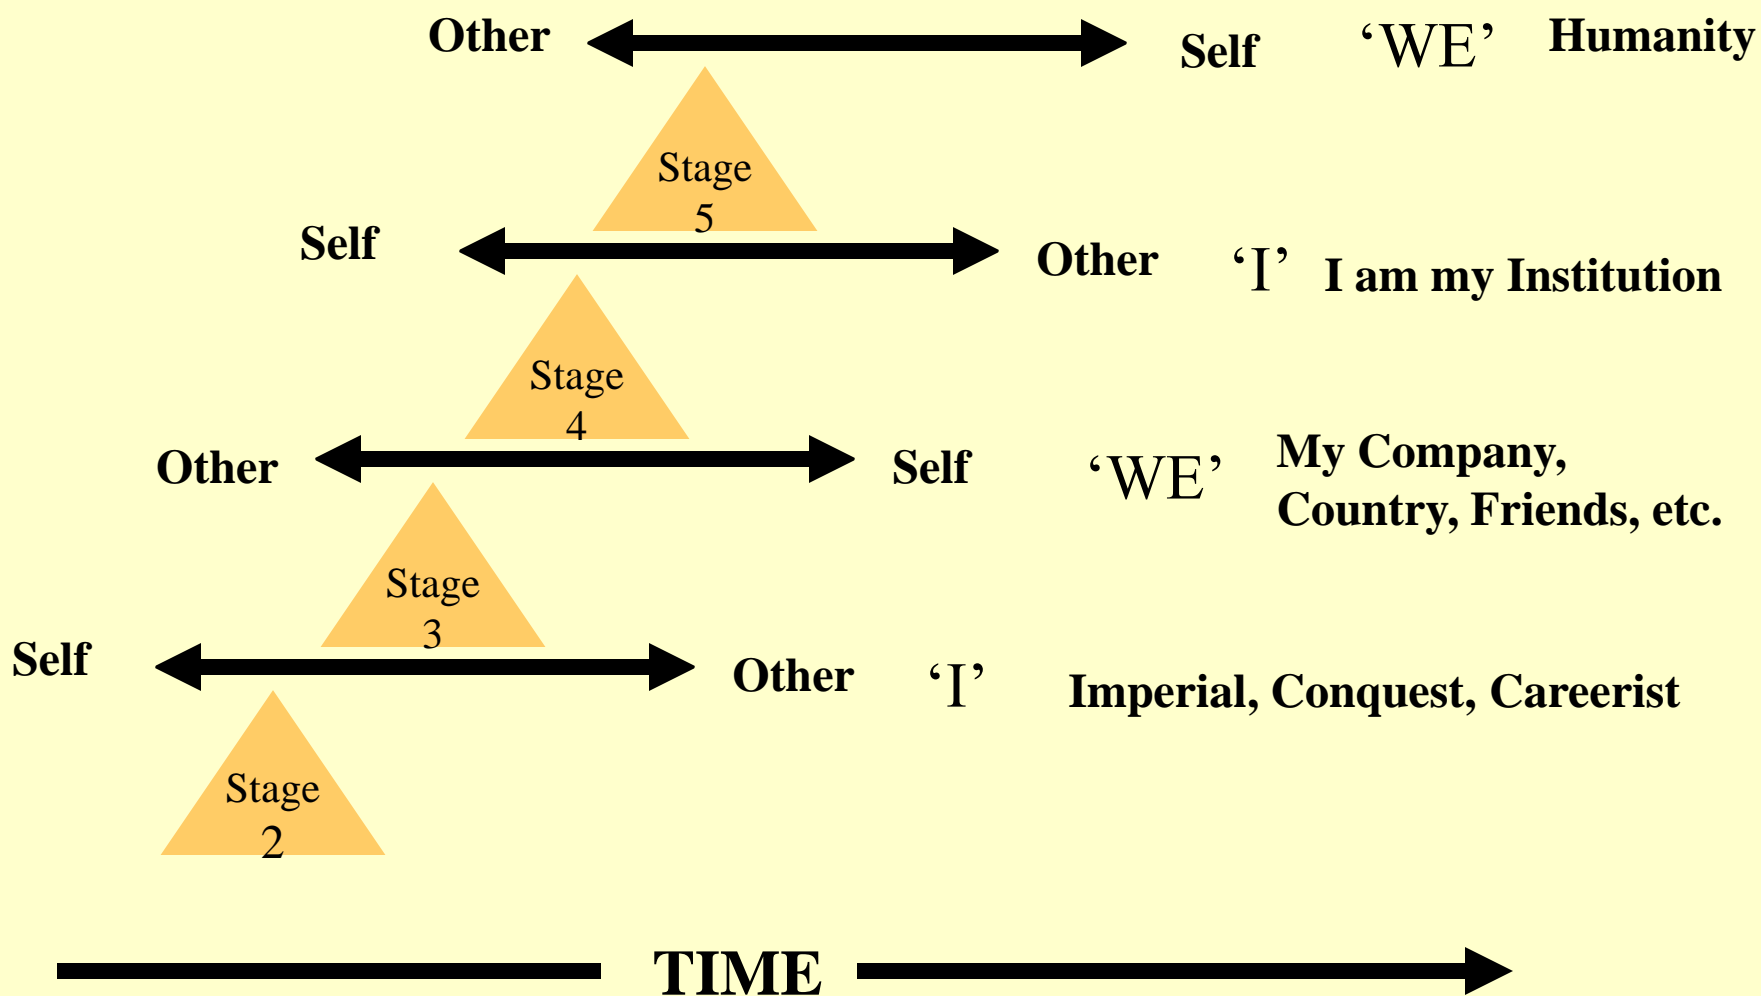 Other Self ‘WE’ Humanity
Stage
5
Self Other ‘I’ I am my Institution
Stage
4
Other Self ‘WE’ My Company,
Country, Friends, etc.
Stage
3
Self Other ‘I’ Imperial, Conquest, Careerist
Stage
2
TIME